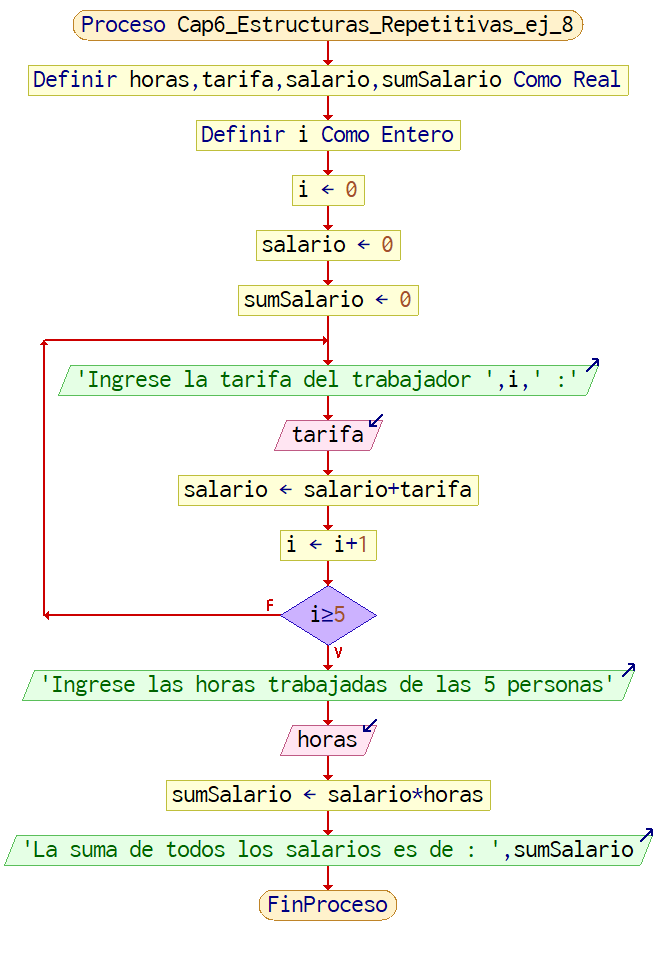 Proceso Cap6_Estructuras_Repetitivas_ej_8
Definir horas,tarifa,salario,sumSalario Como Real
Definir i Como Entero
i ← 0
salario ← 0
sumSalario ← 0
'Ingrese la tarifa del trabajador ',i,' :'
tarifa
salario ← salario+tarifa
i ← i+1
F
i≥5
V
'Ingrese las horas trabajadas de las 5 personas'
horas
sumSalario ← salario*horas
'La suma de todos los salarios es de : ',sumSalario
FinProceso